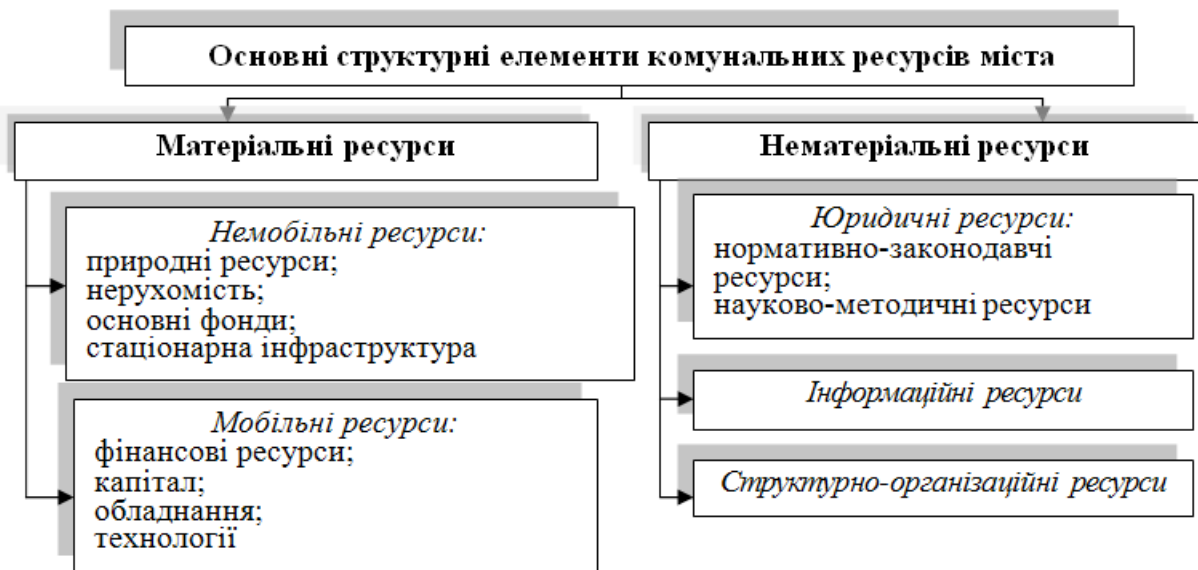 Основні структурні елементи комунальних ресурсів міста
Матеріальні ресурси
Немобільні ресурси:
природні ресурси;
нерухомість;
основні фонди;
стаціонарна інфраструктура
Мобільні ресурси:
фінансові ресурси;
капітал;
обладнання;
технології
Нематеріальні ресурси
Юридичні ресурси:
нормативно-законодавчі
ресурси;
науково-методичні ресурси
Інформаційні ресурси
Структурно-організаційні ресурси